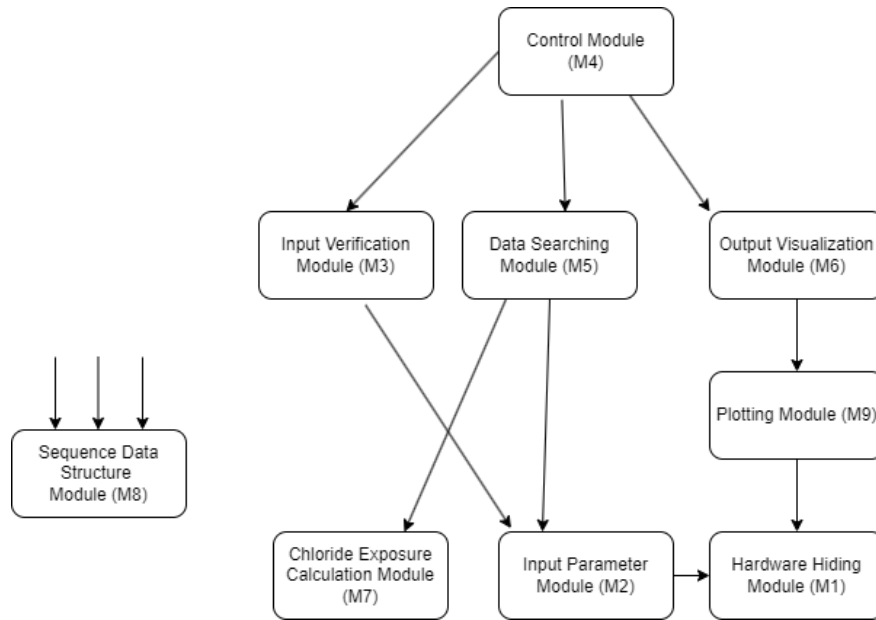 Control Module
(M4)
Input Verification
Module (M3)
Data Searching
Module (M5)
Output Visualization
Module (M6)
Plotting Module (M9)
Sequence Data
Structure
Module (M8)
Chloride Exposure
Calculation Module
(M7)
Input Parameter
Module (M2)
Hardware Hiding
Module (M1)